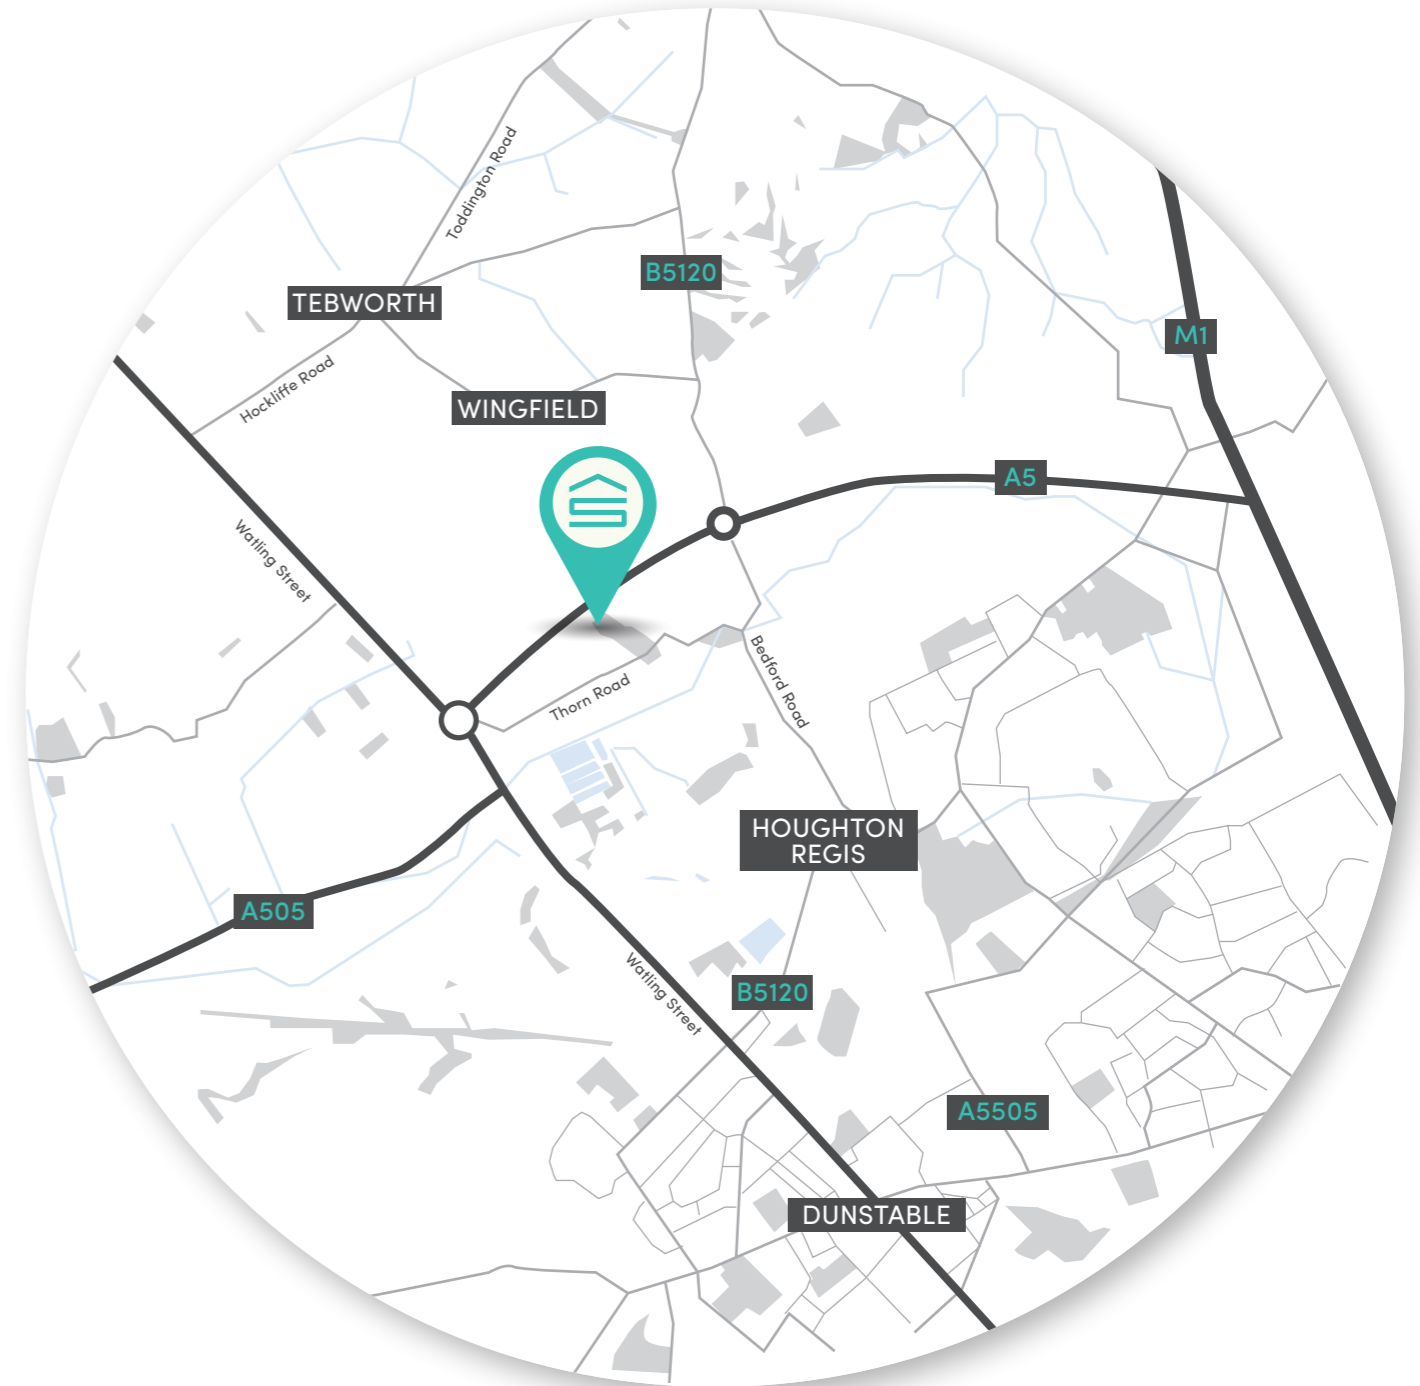 Toddington Road
B5120
TEBWORTH
M1
Hockliffe Road
WINGFIELD
A5
Watling Street
Thorn Road
Bedford Road
HOUGHTON
REGIS
A505
Watling Street
B5120
A5505
DUNSTABLE